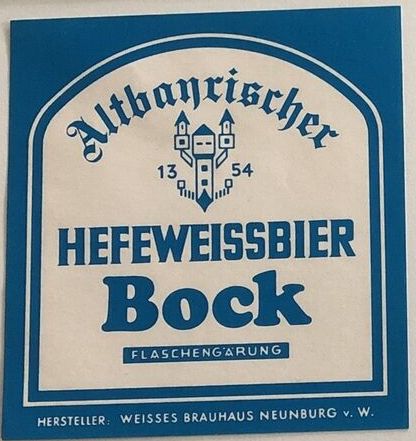 Altbayrischer
13 54
HEFEWEISSBIER
Bock
FLASCHENGÄRUNG
HERSTELLER: WEISSES BRAUHAUS NEUNBURG v. W.